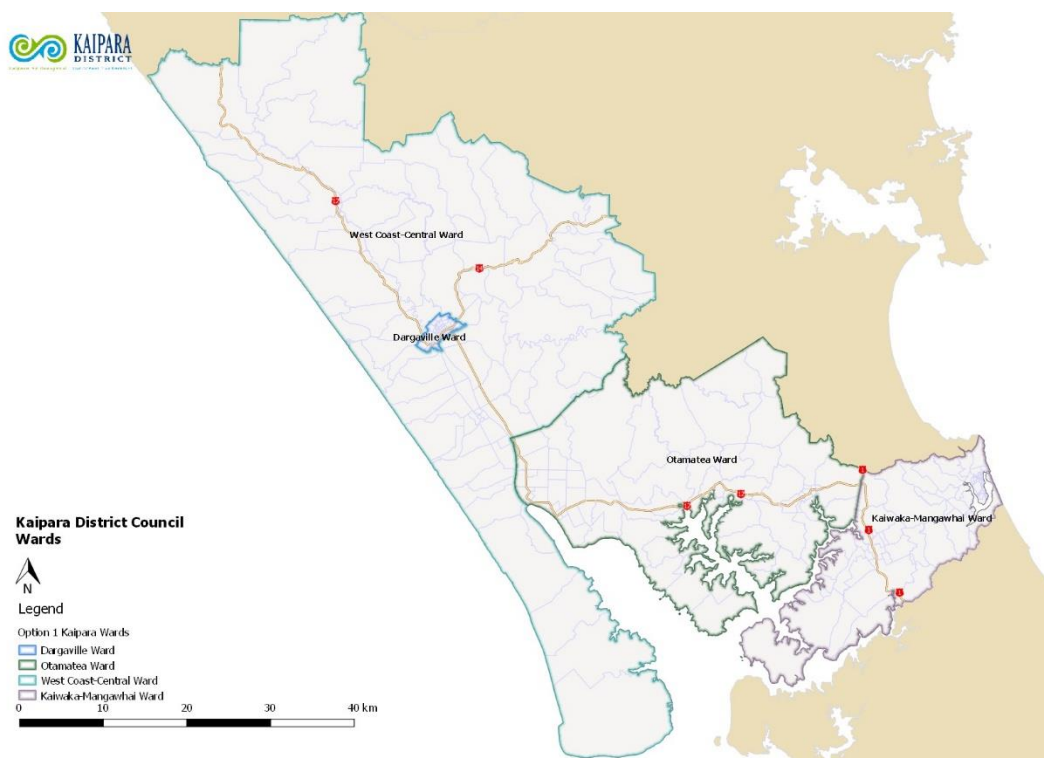 KAIPARA
DISTRICT
West Coast-Central Ward
Dargaville Ward
Otamatea Ward
Kaiwaka-Mangawhai Ward
Kaipara District Council
Wards
N
Legend
Option 1 Kaipara Wards
Dargaville Ward
Otamatea Ward
West Coast-Central Ward
Kaiwaka-Mangawhai Ward
0 10 20 30 40 km